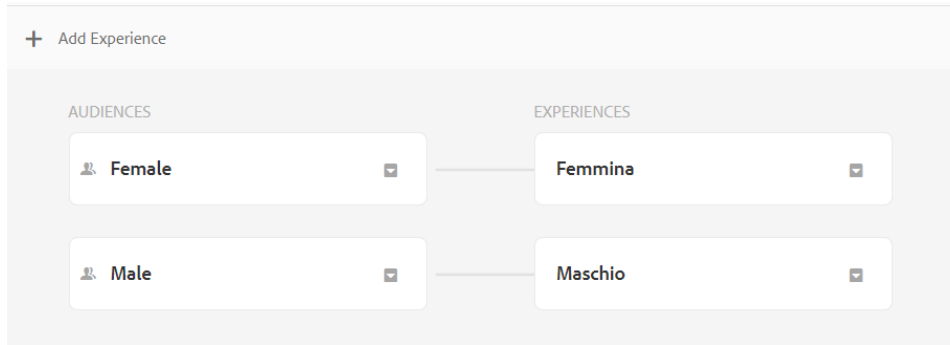 Add Experience
AUDIENCES EXPERIENCES
Female Femmina
Male Maschio